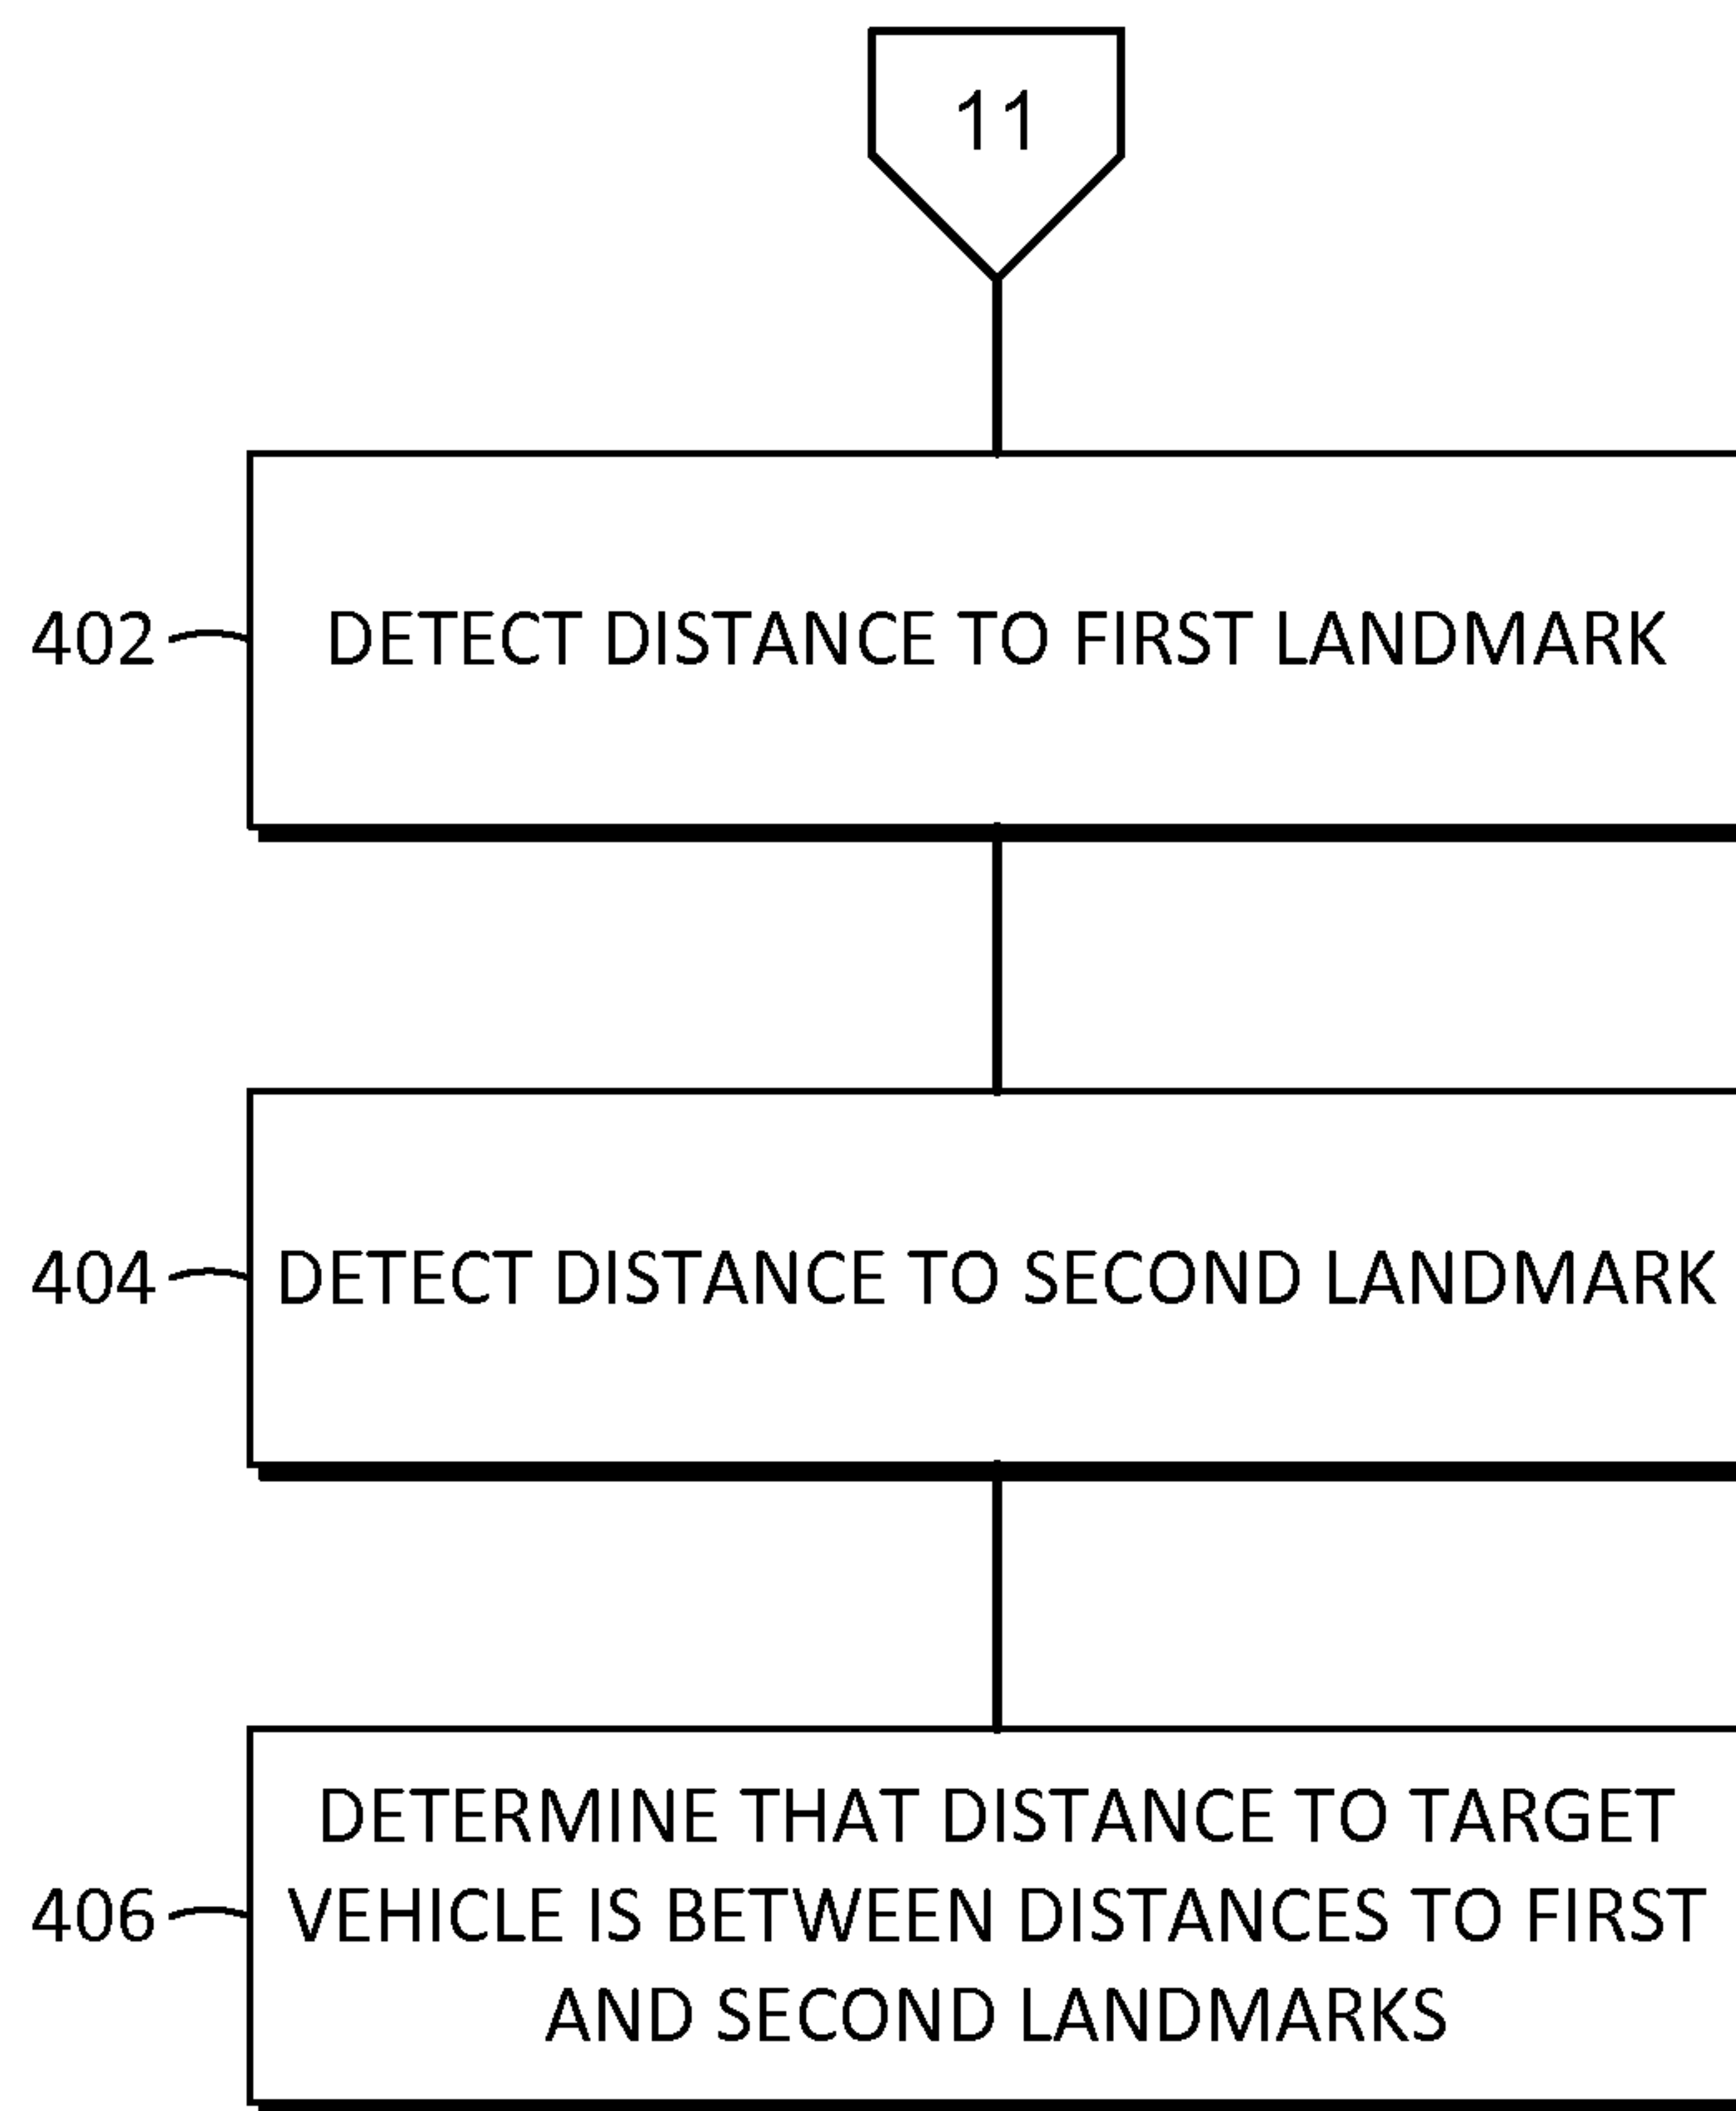 11
402 DETECT DISTANCE TO FIRST LANDMARK
404 DETECT DISTANCE TO SECOND LANDMARK
DETERMINE THAT DISTANCE TO TARGET
406 VEHICLE IS BETWEEN DISTANCES TO FIRST
AND SECOND LANDMARKS